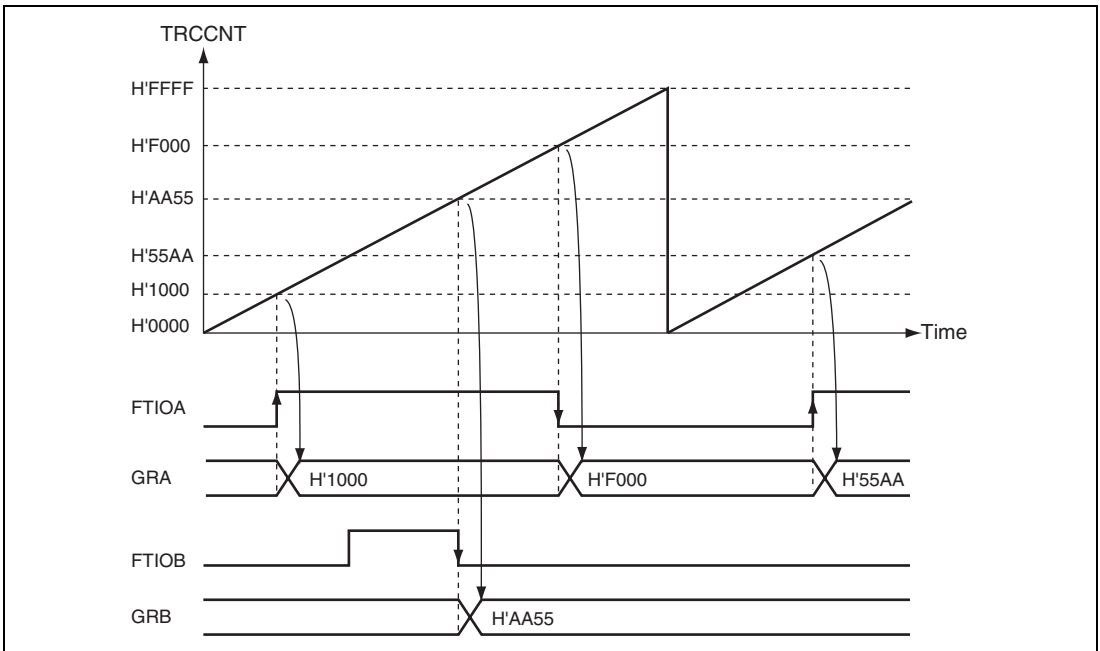 TRCCNT
H'FFFF
H'F000
H'AA55
H'55AA
H'1000
H'0000
Time
FTIOA
GRA
H'1000
H'F000
H'55AA
FTIOB
GRB
H'AA55